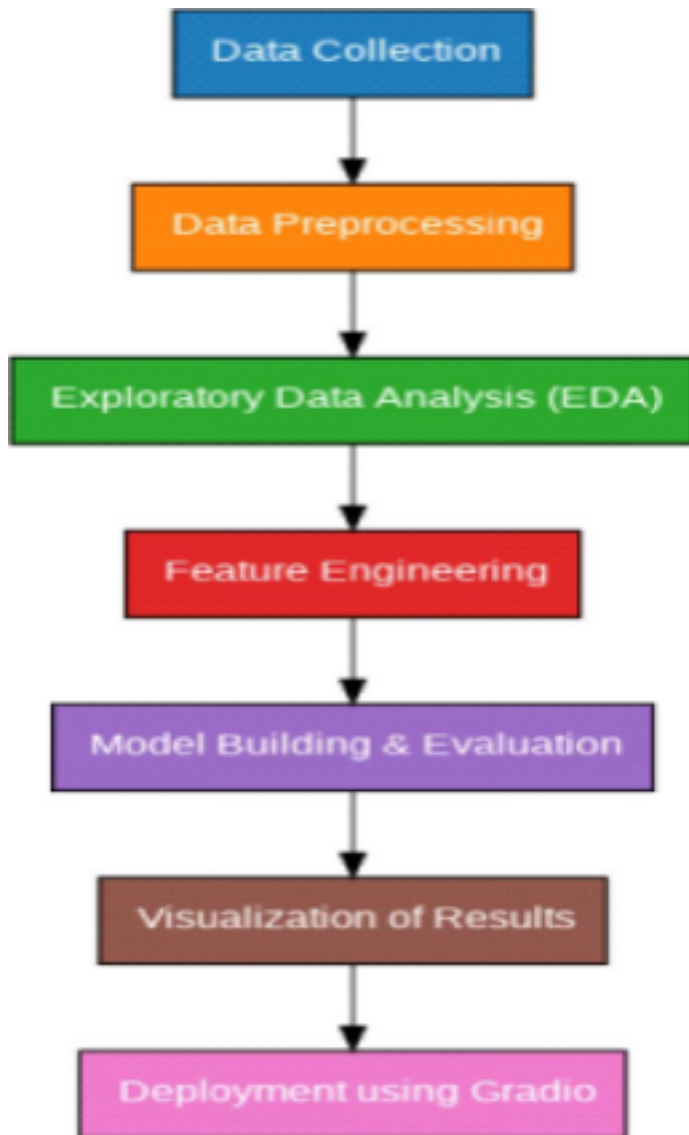 Data Collection
Data Preprocessing
Exploratory Data Analysis (EDA)
Feature Engineering
Model Building & Evaluation
Visualization of Results
Deployment using Gradio